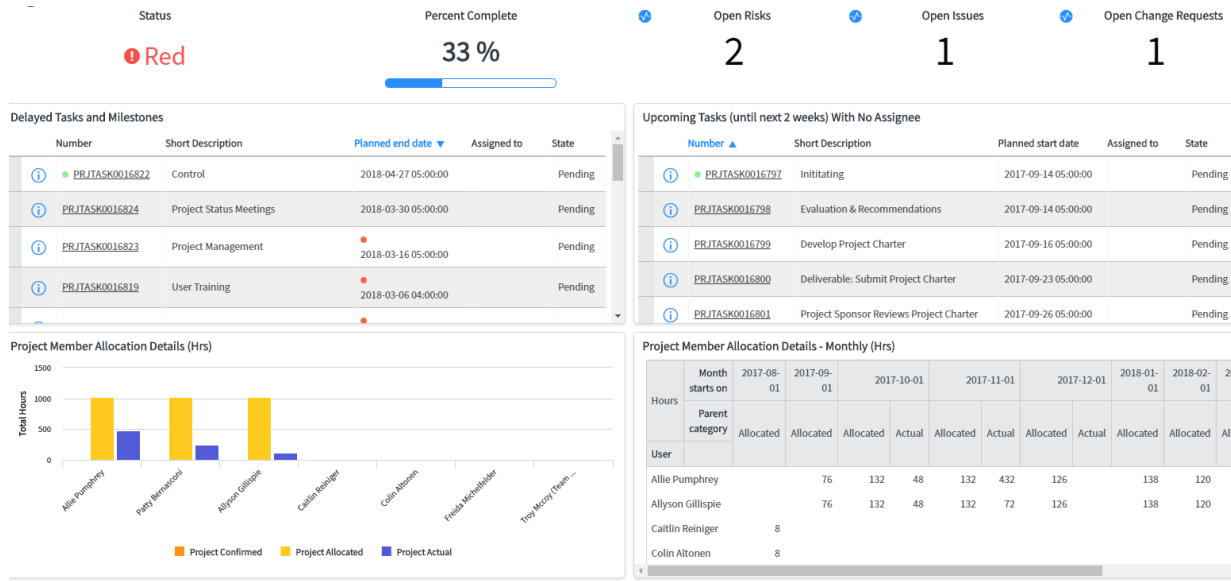 Status
Percent Complete
Open Risks
Open Issues
Open Change Requests
Red
33 %
2
1
1
Delayed Tasks and Milestones
Number Short Description Planned end date ▼ Assigned to State
PRJTASK0016822 Control 2018-04-27 05:00:00 Pending
PRJTASK0016824 Project Status Meetings 2018-03-30 05:00:00 Pending
PRJTASK0016823 Project Management 2018-03-16 05:00:00 Pending
PRJTASK0016819 User Training 2018-03-06 04:00:00 Pending
Upcoming Tasks (until next 2 weeks) With No Assignee
Number ▲ Short Description Planned start date Assigned to State
PRJTASK0016797 Inititating 2017-09-14 05:00:00 Pending
PRJTASK0016798 Evaluation & Recommendations 2017-09-14 05:00:00 Pending
PRJTASK0016799 Develop Project Charter 2017-09-16 05:00:00 Pending
PRJTASK0016800 Deliverable: Submit Project Charter 2017-09-23 05:00:00 Pending
PRJTASK0016801 Project Sponsor Reviews Project Charter 2017-09-26 05:00:00 Pending
Project Member Allocation Details (Hrs)
Total Hours
1500
1000
500
0
Allie Pumphrey
Patty Bernasconi
Allyson Gillispie
Caitlin Reiniger
Colin Altonen
Freida Michelfelder
Troy Mccoy (Team ...
Project Confirmed Project Allocated Project Actual
Project Member Allocation Details - Monthly (Hrs)
Hours
Month starts on 2017-08-01 2017-09-01 2017-10-01 2017-11-01 2017-12-01 2018-01-01 2018-02-01
Parent category Allocated Allocated Allocated Actual Allocated Actual Allocated Actual Allocated Allocated
User
Allie Pumphrey 76 132 48 132 432 126 138 120
Allyson Gillispie 76 132 48 132 72 126 138 120
Caitlin Reiniger 8
Colin Altonen 8